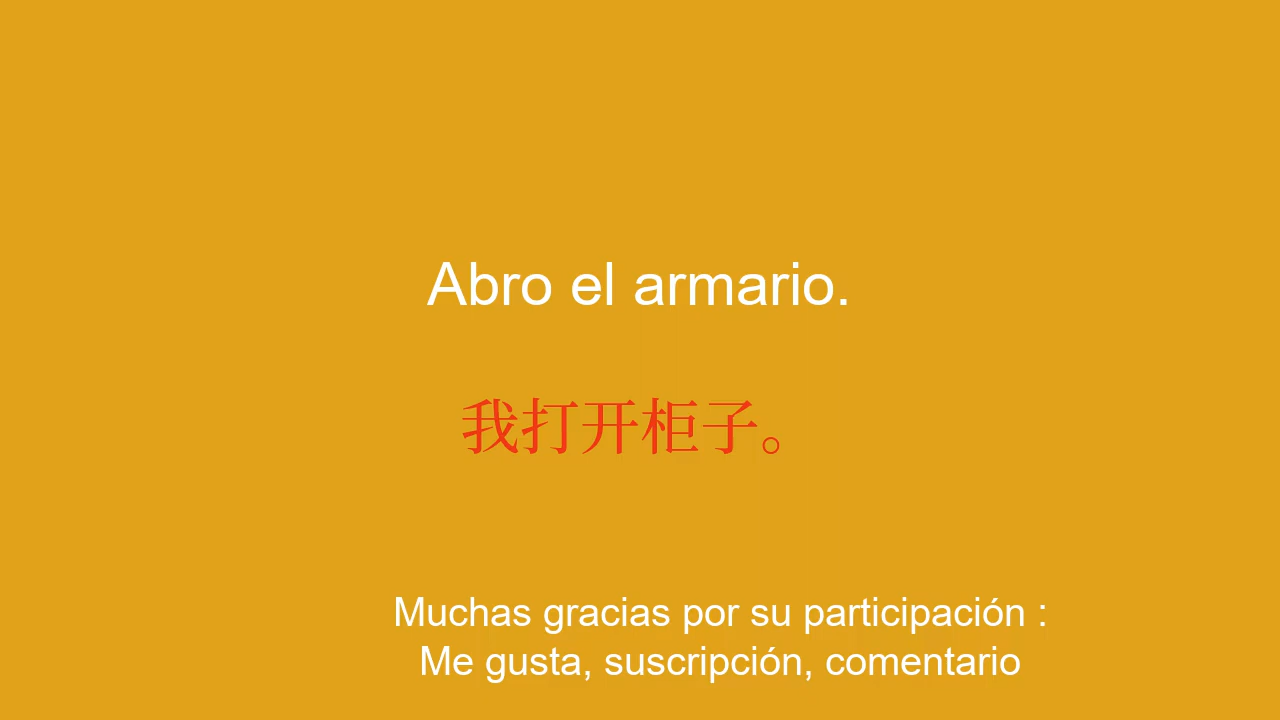 Abro el armario.
我打开柜子。
Muchas gracias por su participación :
Me gusta, suscripción, comentario